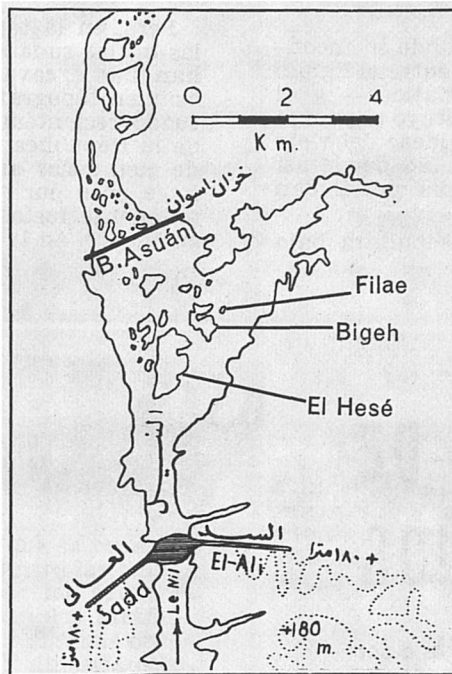 0 2 4
K m.
خزان اسوان
B. Asuán
Filae
Bigeh
El Hesé
السد
العالى
+١٨٠ مترا
El-Ali
Sadd
Le Nil
+١٨٠ مترا
+180
m.